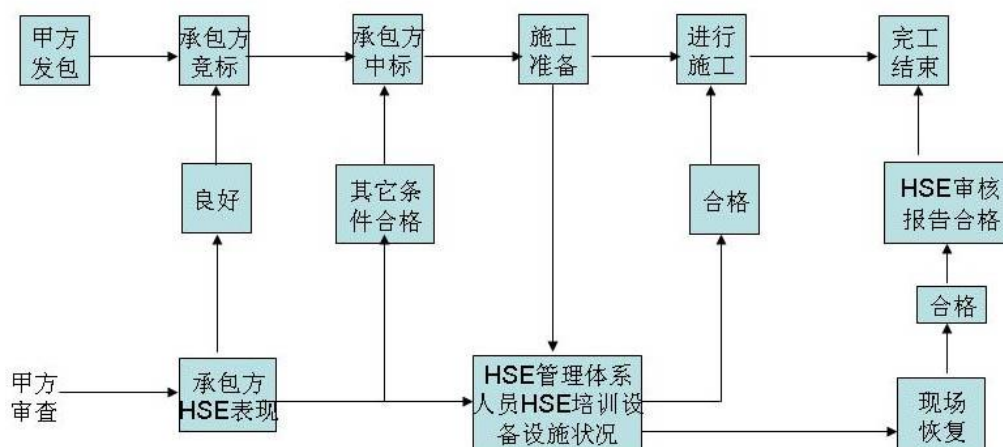 甲方
发包
承包方
竞标
承包方
中标
施工
准备
进行
施工
完工
结束
良好
其它条
件合格
合格
HSE审核
报告合格
合格
甲方
审查
承包方
HSE表现
HSE管理体系
人员HSE培训设
备设施状况
现场
恢复